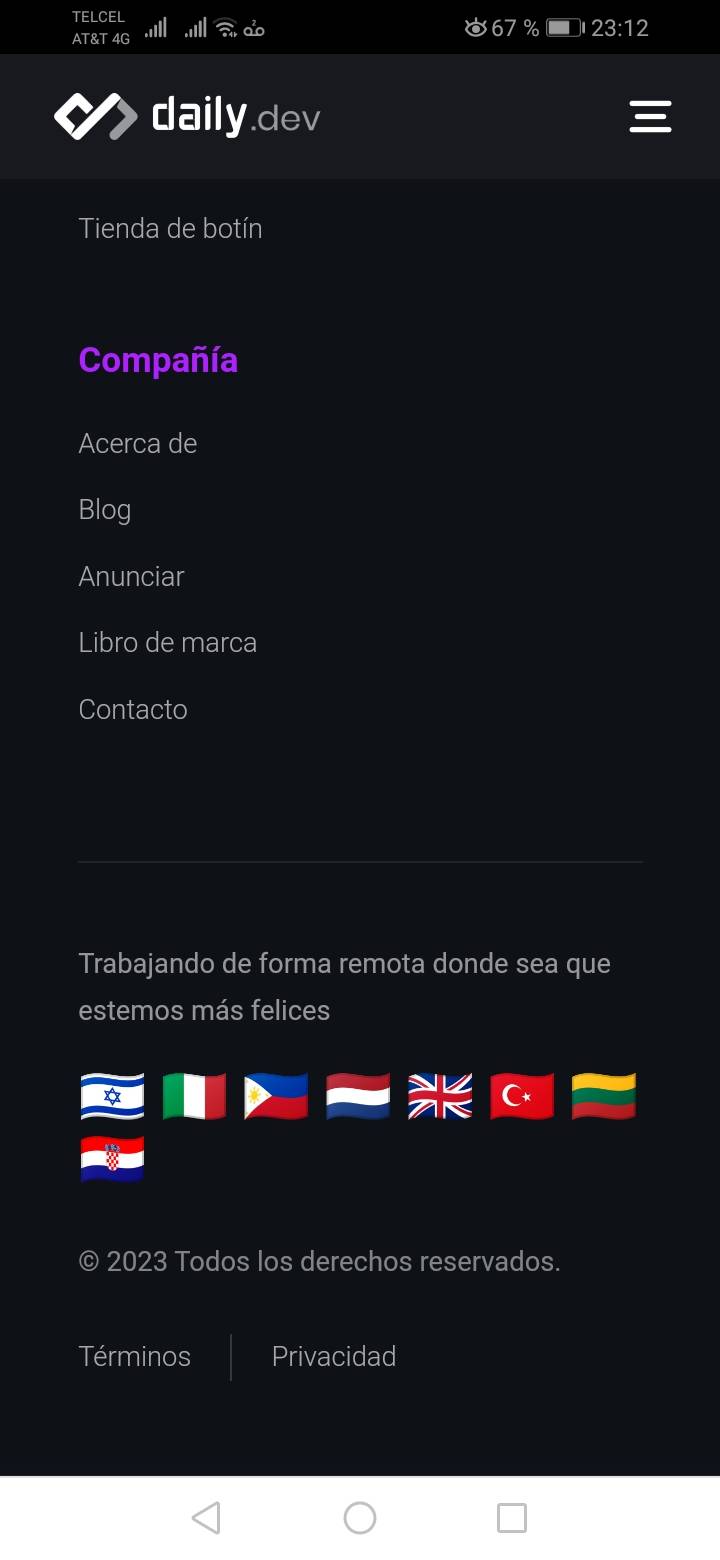 TELCEL
AT&T 4G
67 %
23:12
daily.dev
Tienda de botín
Compañía
Acerca de
Blog
Anunciar
Libro de marca
Contacto
Trabajando de forma remota donde sea que
estemos más felices
© 2023 Todos los derechos reservados.
Términos
Privacidad